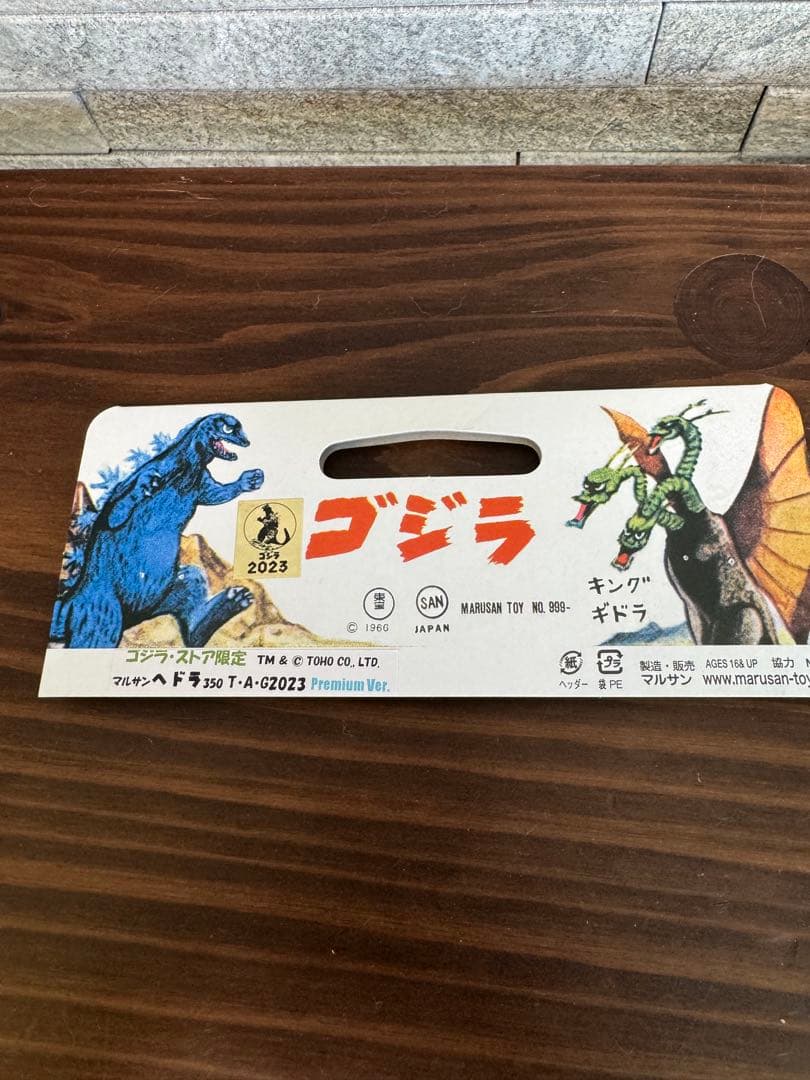 ゴジラ
ゴジラ
2023
東宝
© 1966
SAN
JAPAN
MARUSAN TOY NO. 999-
キング
ギドラ
ゴジラ・ストア限定 TM & © TOHO CO., LTD.
マルサン ヘドラ 350 T・A・G2023 Premium Ver.
紙
ヘッダー
プラ
袋 PE
製造・販売 AGES 16 & UP 協力
マルサン www.marusan-toy